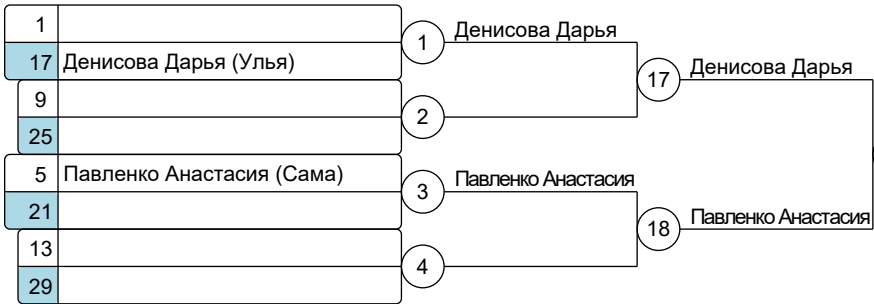 1
17 Денисова Дарья (Улья)
9
25
5 Павленко Анастасия (Сама)
21
13
29
1 Денисова Дарья
2
3 Павленко Анастасия
4
17 Денисова Дарья
18 Павленко Анастасия